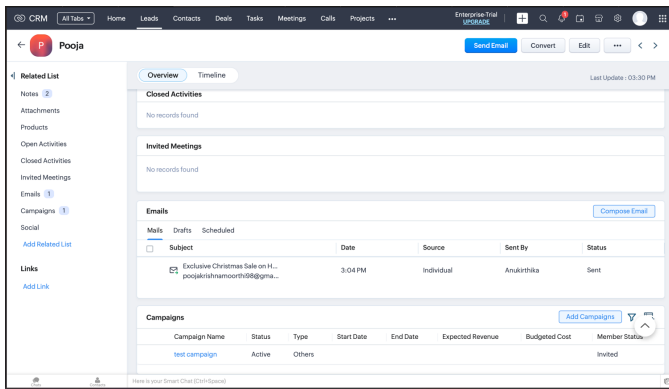 CRM All Tabs Home Leads Contacts Deals Tasks Meetings Calls Projects ••• Enterprise-Trial
UPGRADE
P Pooja Send Email Convert Edit •••
Related List
Notes 2
Attachments
Products
Open Activities
Closed Activities
Invited Meetings
Emails 1
Campaigns 1
Social
Add Related List
Links
Add Link
Overview Timeline Last Update : 03:30 PM
Closed Activities
No records found
Invited Meetings
No records found
Emails Compose Email
Mails Drafts Scheduled
Subject Date Source Sent By Status
Exclusive Christmas Sale on H... 3:04 PM Individual Anukirthika Sent
poojakrishnamoorthi98@gma...
Campaigns Add Campaigns
Campaign Name Status Type Start Date End Date Expected Revenue Budgeted Cost Member Status
test campaign Active Others Invited
Chats Contacts Here is your Smart Chat (Ctrl+Space)